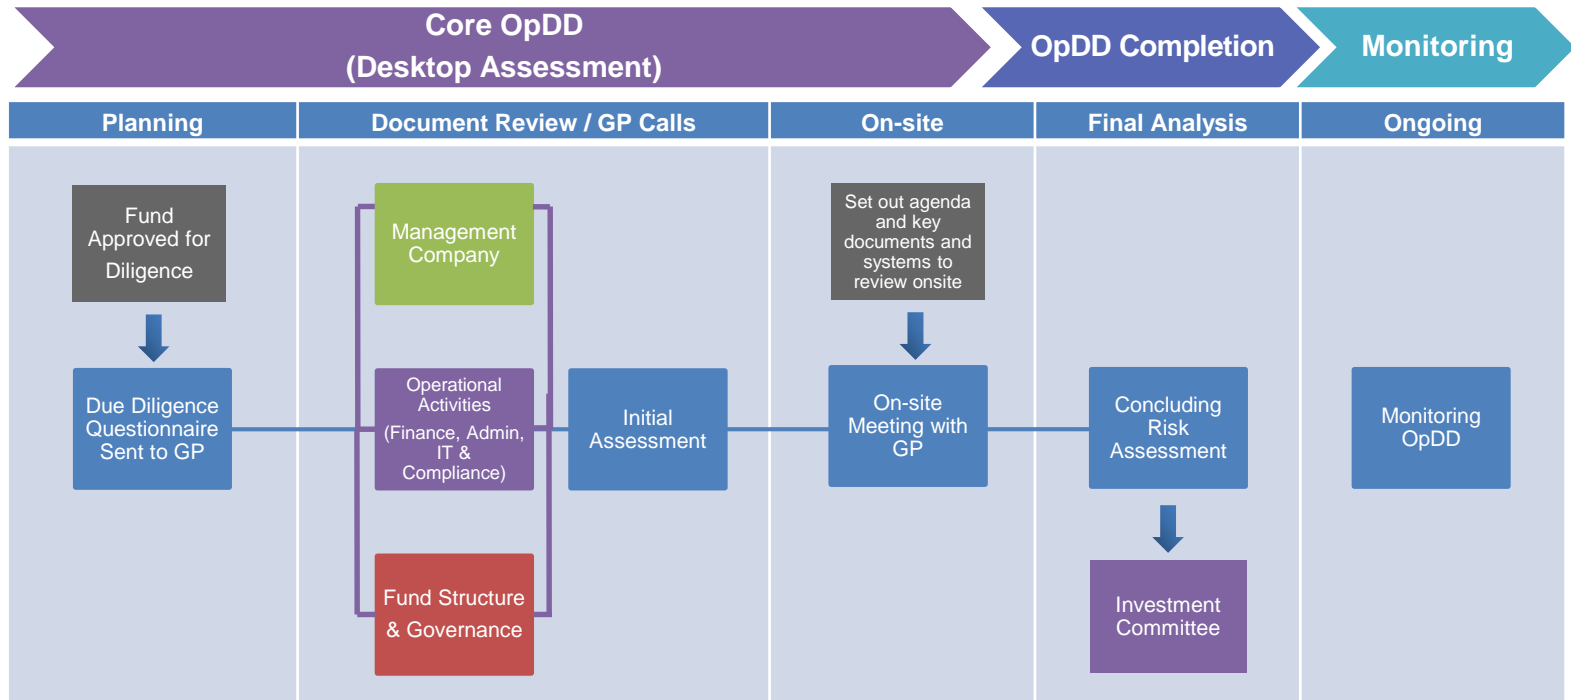 Core OpDD
(Desktop Assessment)
OpDD Completion
Monitoring
Planning
Document Review / GP Calls
On-site
Final Analysis
Ongoing
Fund
Approved for
Diligence
Due Diligence
Questionnaire
Sent to GP
Management
Company
Operational
Activities
(Finance, Admin,
IT &
Compliance)
Fund Structure
& Governance
Initial
Assessment
Set out agenda
and key
documents and
systems to
review onsite
On-site
Meeting with
GP
Concluding
Risk
Assessment
Investment
Committee
Monitoring
OpDD